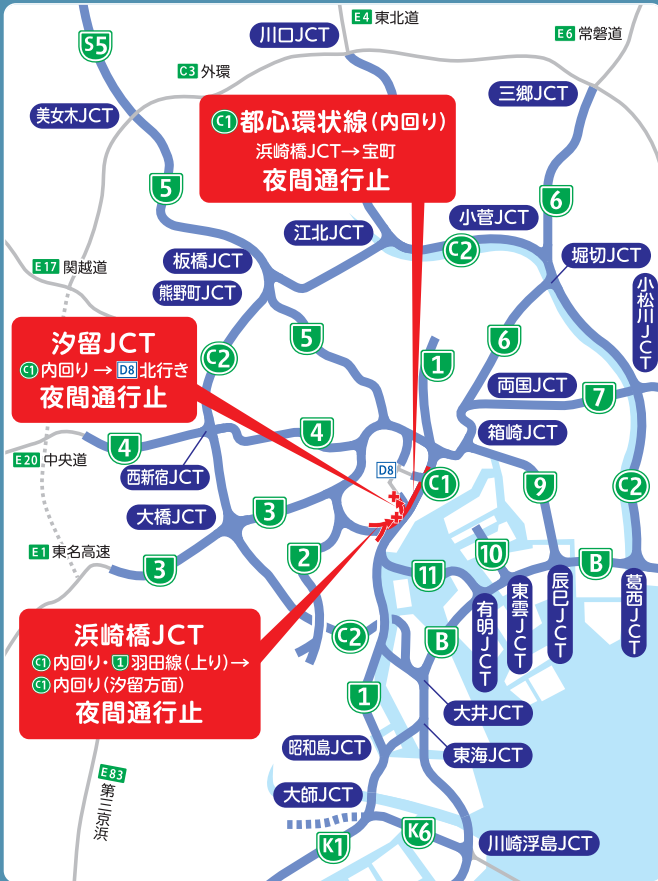 E4 東北道
S5
川口JCT
E6 常磐道
C3 外環
三郷JCT
美女木JCT
C1 都心環状線(内回り)
浜崎橋JCT→宝町
夜間通行止
5
6
小菅JCT
江北JCT
C2
堀切JCT
板橋JCT
E17 関越道
熊野町JCT
小松川JCT
汐留JCT
C1 内回り → D8 北行き
夜間通行止
C2
5
6
1
両国JCT
7
箱崎JCT
4
4
E20 中央道
西新宿JCT
D8
C1
9
C2
大橋JCT
3
E1 東名高速
3
2
11
10
B
有明JCT
東雲JCT
辰巳JCT
葛西JCT
浜崎橋JCT
C1 内回り・1 羽田線(上り)→
C1 内回り(汐留方面)
夜間通行止
C2
B
1
大井JCT
昭和島JCT
東海JCT
E83
第三京浜
大師JCT
K1
K6
川崎浮島JCT